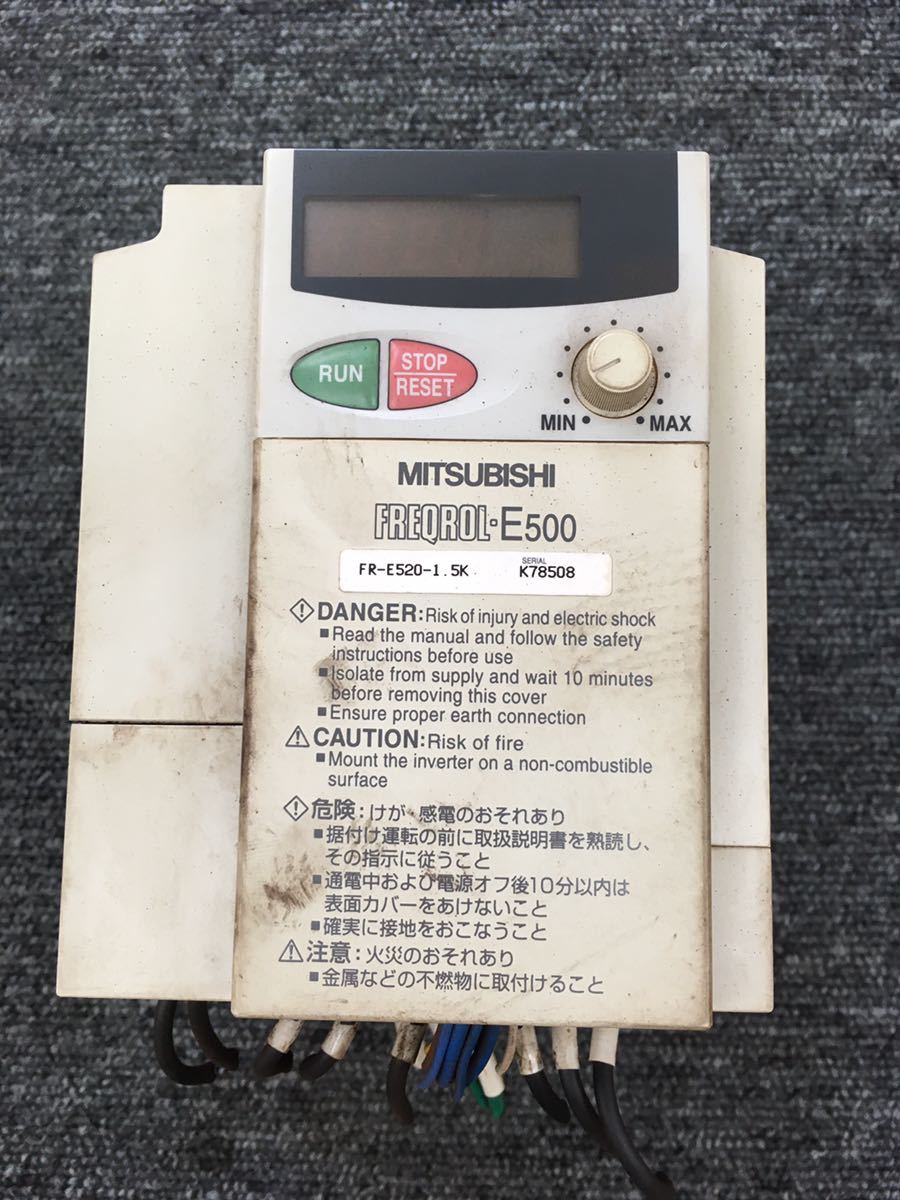 RUN
STOP
RESET
MIN
MAX
MITSUBISHI
FREQROL-E500
SERIAL
FR-E520-1.5K K78508
DANGER:Risk of injury and electric shock
■Read the manual and follow the safety
instructions before use
■Isolate from supply and wait 10 minutes
before removing this cover
■Ensure proper earth connection
CAUTION:Risk of fire
■Mount the inverter on a non-combustible
surface
危険:けが 感電のおそれあり
■据付け運転の前に取扱説明書を熟読し、
その指示に従うこと
■通電中および電源オフ後10分以内は
表面カバーをあけないこと
■確実に接地をおこなうこと
注意:火災のおそれあり
■金属などの不燃物に取付けること